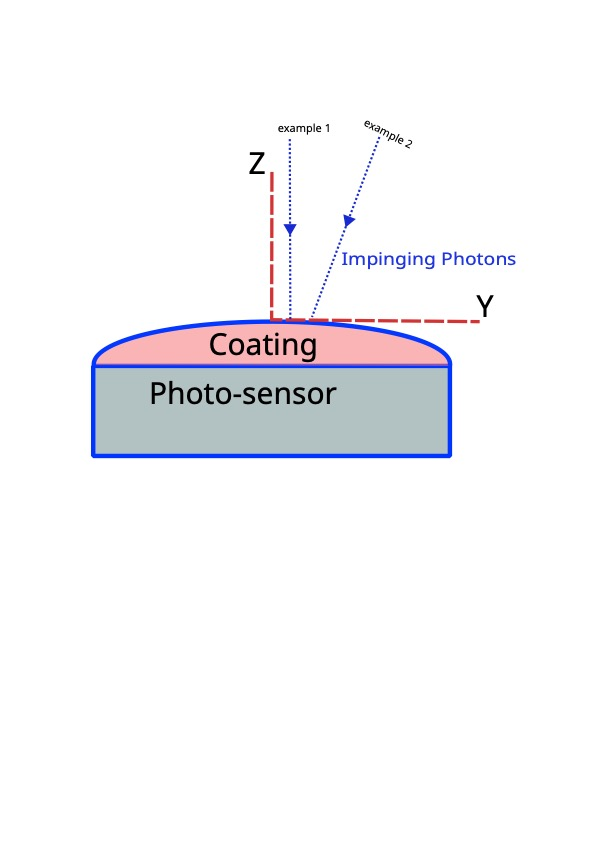 example 1
example 2
Z
Impinging Photons
Y
Coating
Photo-sensor